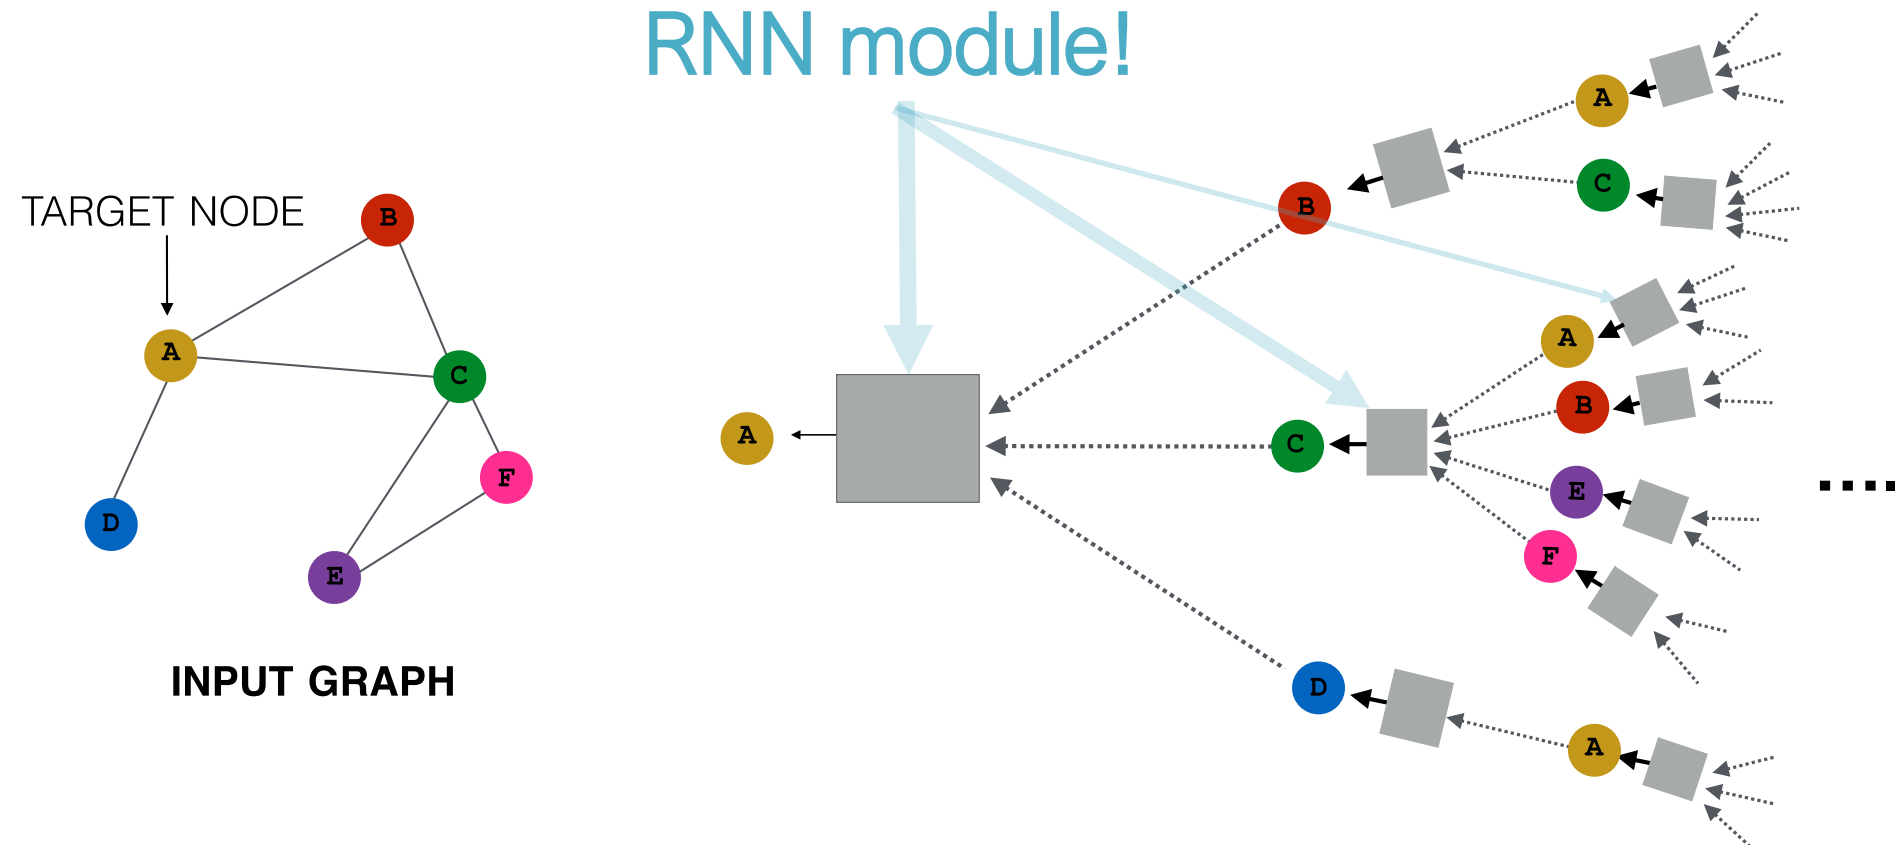 RNN module!
TARGET NODE
B
A
C
F
D
E
INPUT GRAPH
A
B
C
D
A
C
A
B
E
F
A
....